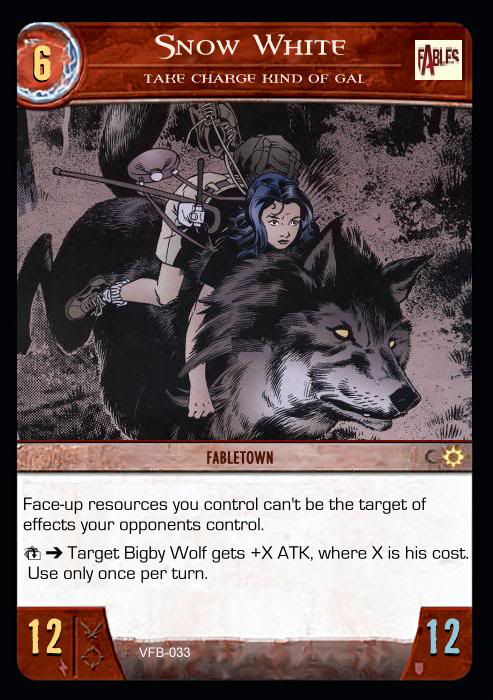 6
SNOW WHITE
FABLES
TAKE CHARGE KIND OF GAL
FABLETOWN
Face-up resources you control can't be the target of
effects your opponents control.
➔ Target Bigby Wolf gets +X ATK, where X is his cost.
Use only once per turn.
12
VFB-033
12